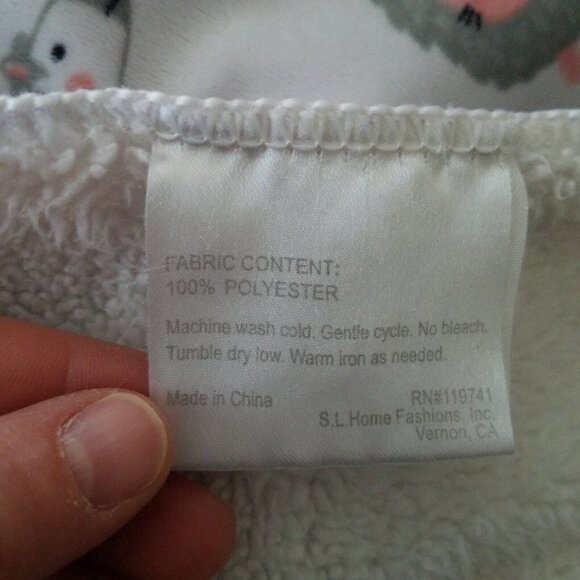 FABRIC CONTENT:
100% POLYESTER
Machine wash cold. Gentle cycle. No bleach.
Tumble dry low. Warm iron as needed.
Made in China
RN#119741
S.L.Home Fashions, Inc.
Vernon, CA